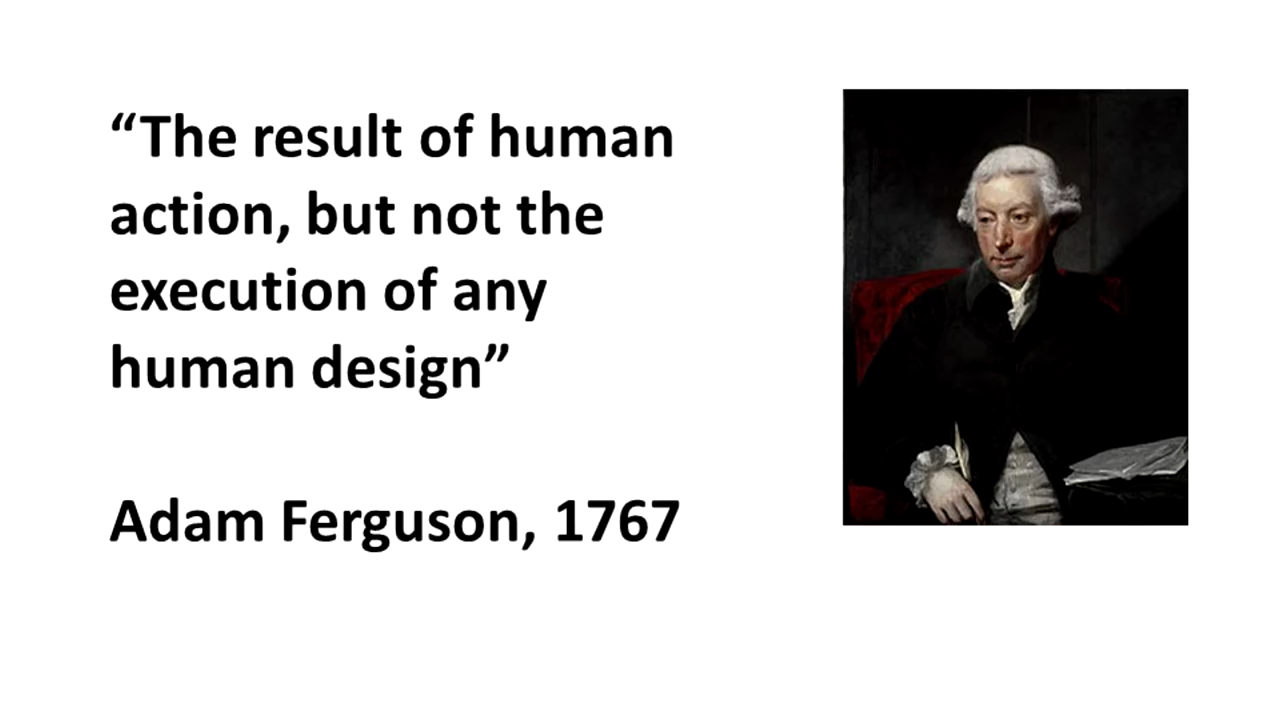 “The result of human
action, but not the
execution of any
human design”
Adam Ferguson, 1767